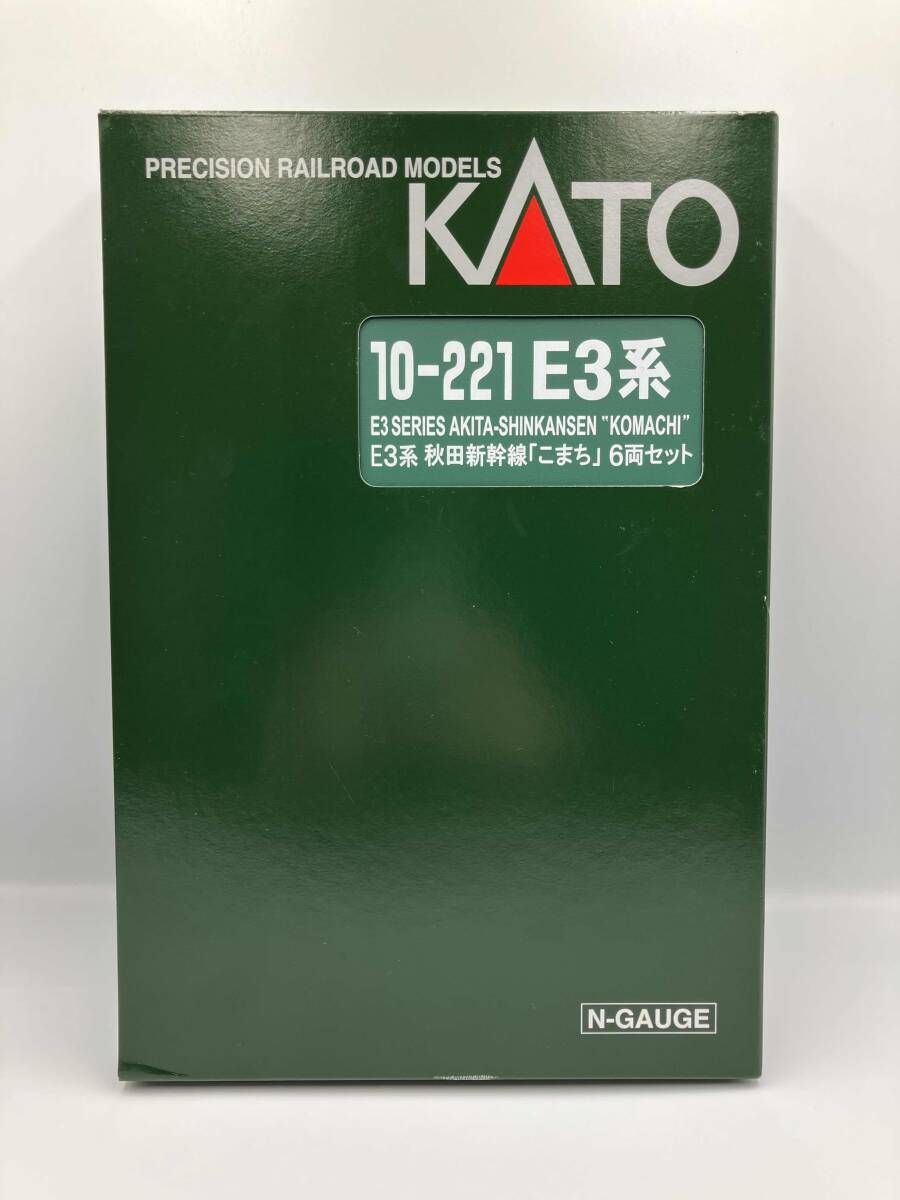 PRECISION RAILROAD MODELS
KATO
10-221 E3系
E3 SERIES AKITA-SHINKANSEN "KOMACHI"
E3系 秋田新幹線「こまち」6両セット
N-GAUGE